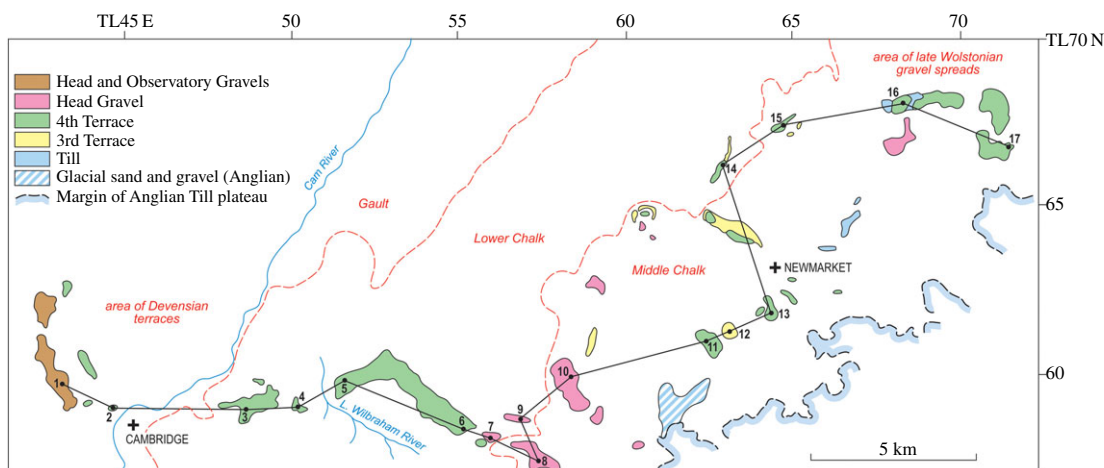 TL45 E 50 55 60 65 70
TL70 N
area of late Wolstonian
gravel spreads
Head and Observatory Gravels
Head Gravel
4th Terrace
3rd Terrace
Till
Glacial sand and gravel (Anglian)
Margin of Anglian Till plateau
Cam River
Gault
Lower Chalk
Middle Chalk
area of Devensian
terraces
NEWMARKET
CAMBRIDGE
L. Wilbraham River
65
60
1
2
3
4
5
6
7
8
9
10
11
12
13
14
15
16
17
5 km